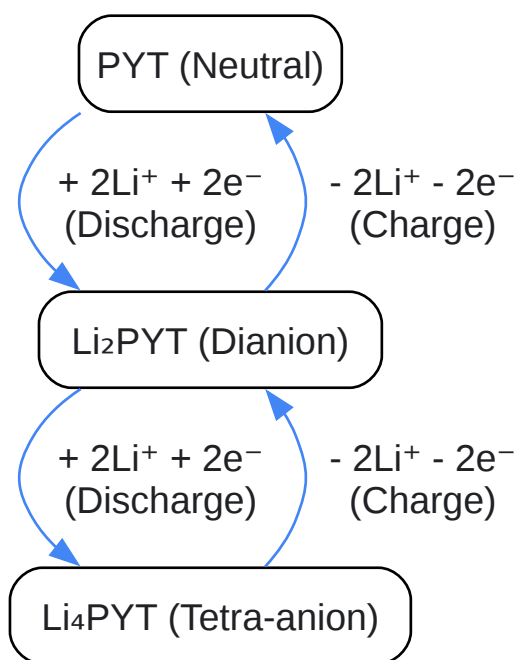 PYT (Neutral)
+ 2Li⁺ + 2e⁻
(Discharge)
- 2Li⁺ - 2e⁻
(Charge)
Li₂PYT (Dianion)
+ 2Li⁺ + 2e⁻
(Discharge)
- 2Li⁺ - 2e⁻
(Charge)
Li₄PYT (Tetra-anion)